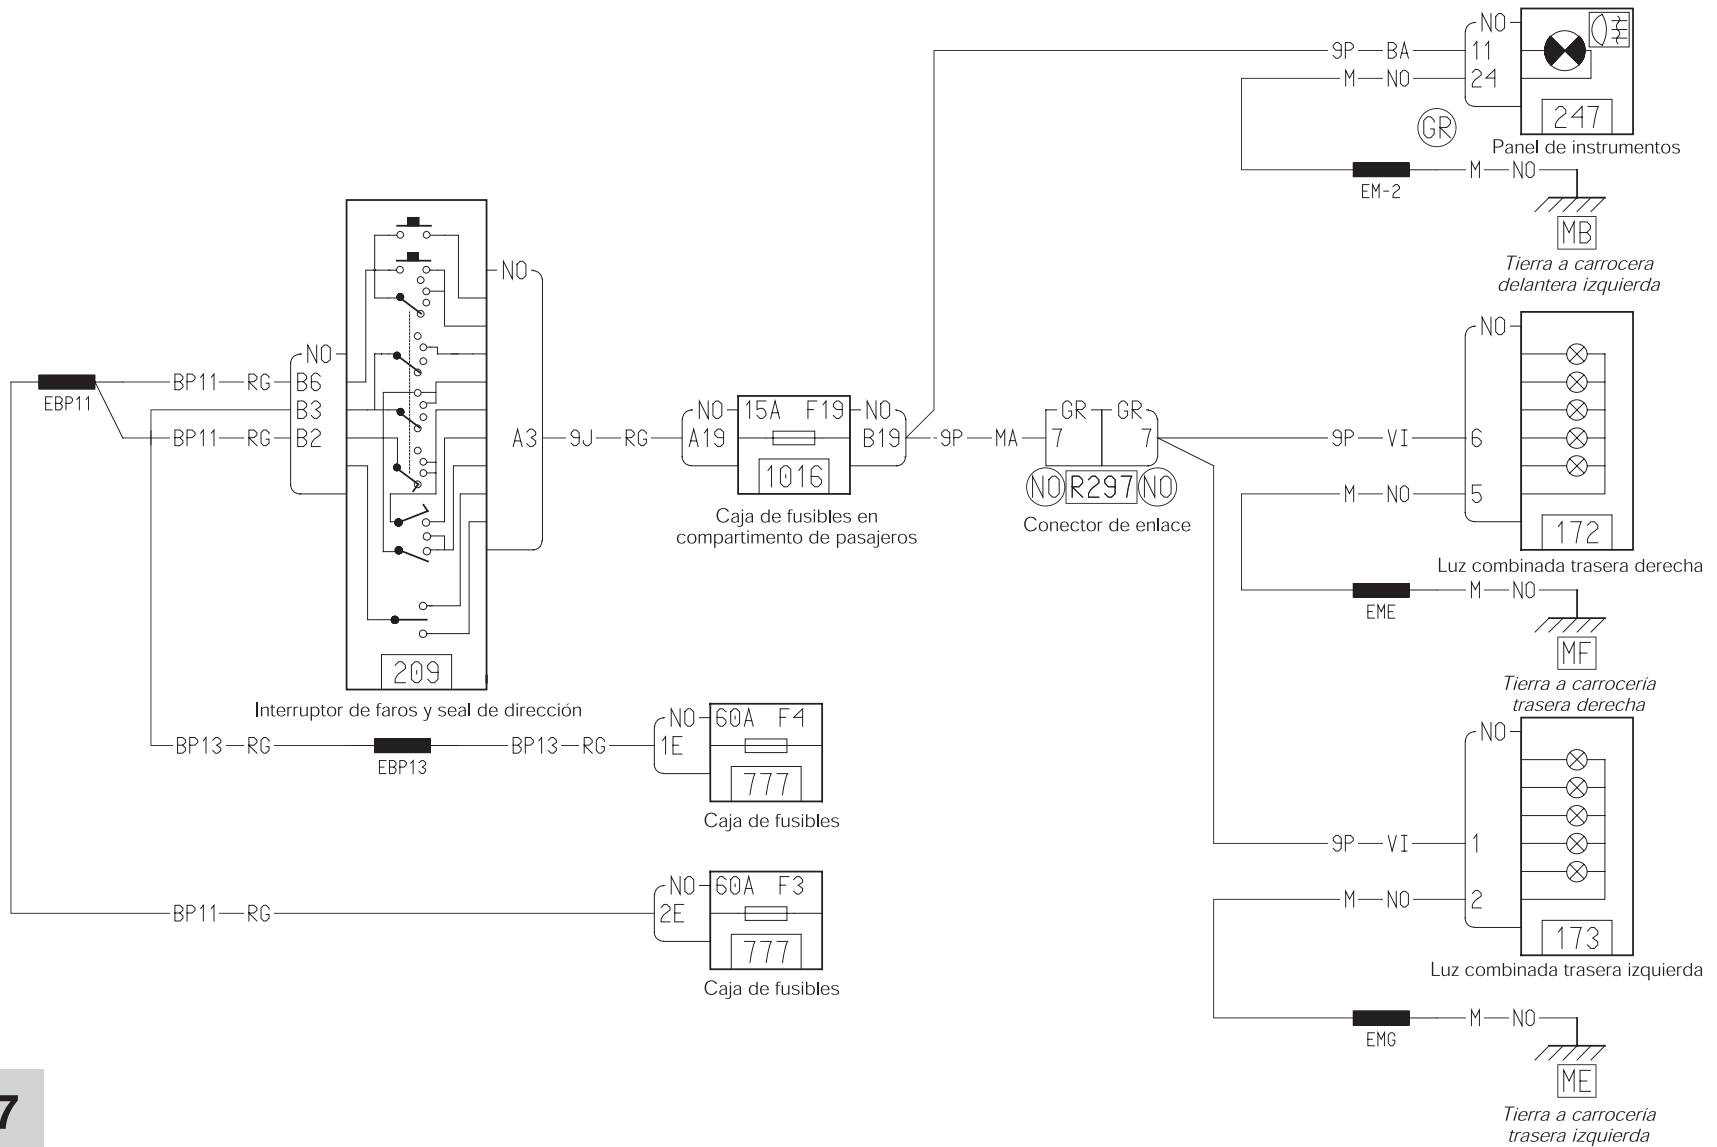 NO
9P BA 11
M NO 24
247
GR
Panel de instrumentos
M NO
EM-2
MB
Tierra a carrocera
delantera izquierda
NO
NO
NO
BP11 RG B6
EBP11
B3
BP11 RG B2
A3 9J RG
NO 15A F19 NO
A19 B19
1016
Caja de fusibles en
compartimento de pasajeros
9P MA
GR GR
7 7
NO R297 NO
Conector de enlace
9P VI 6
M NO 5
172
Luz combinada trasera derecha
M NO
EME
MF
Tierra a carrocería
trasera derecha
209
Interruptor de faros y seal de dirección
BP13 RG BP13 RG
EBP13
NO 60A F4
1E
777
Caja de fusibles
NO 60A F3
BP11 RG 2E
777
Caja de fusibles
NO
9P VI 1
M NO 2
173
Luz combinada trasera izquierda
M NO
EMG
ME
Tierra a carrocería
trasera izquierda
7